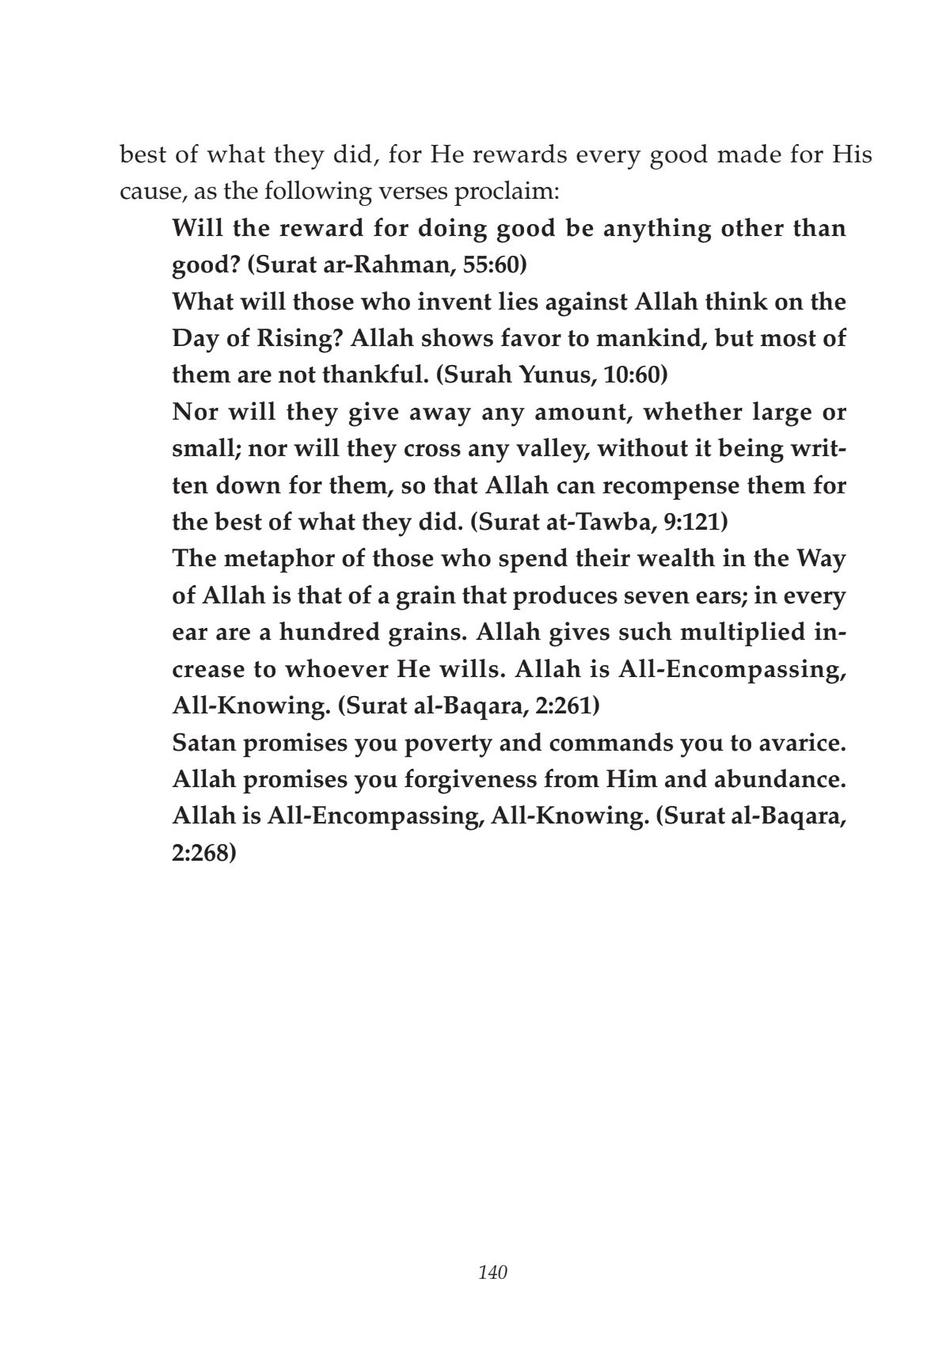 best of what they did, for He rewards every good made for His
cause, as the following verses proclaim:
Will the reward for doing good be anything other than
good? (Surat ar-Rahman, 55:60)
What will those who invent lies against Allah think on the
Day of Rising? Allah shows favor to mankind, but most of
them are not thankful. (Surah Yunus, 10:60)
Nor will they give away any amount, whether large or
small; nor will they cross any valley, without it being writ-
ten down for them, so that Allah can recompense them for
the best of what they did. (Surat at-Tawba, 9:121)
The metaphor of those who spend their wealth in the Way
of Allah is that of a grain that produces seven ears; in every
ear are a hundred grains. Allah gives such multiplied in-
crease to whoever He wills. Allah is All-Encompassing,
All-Knowing. (Surat al-Baqara, 2:261)
Satan promises you poverty and commands you to avarice.
Allah promises you forgiveness from Him and abundance.
Allah is All-Encompassing, All-Knowing. (Surat al-Baqara,
2:268)
140